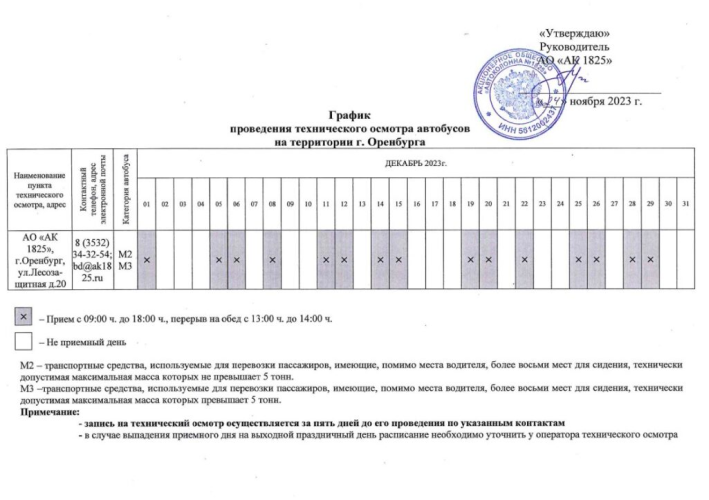 «Утверждаю»
Руководитель
АО «АК 1825»
АКЦИОНЕРНОЕ ОБЩЕСТВО
«АВТОКОЛОННА №1825»
ИНН 5612062437
«24» ноября 2023 г.
График
проведения технического осмотра автобусов
на территории г. Оренбурга
Наименование пункта технического осмотра, адрес
Контактный телефон, адрес электронной почты
Категория автобуса
ДЕКАБРЬ 2023г.
01 02 03 04 05 06 07 08 09 10 11 12 13 14 15 16 17 18 19 20 21 22 23 24 25 26 27 28 29 30 31
АО «АК 1825», г.Оренбург, ул.Лесоза-щитная д.20
8 (3532) 34-32-54; bd@ak1825.ru
М2
М3
× × × × × × × × × × × × × × ×
× – Прием с 09:00 ч. до 18:00 ч., перерыв на обед с 13:00 ч. до 14:00 ч.
– Не приемный день
М2 – транспортные средства, используемые для перевозки пассажиров, имеющие, помимо места водителя, более восьми мест для сидения, технически
допустимая максимальная масса которых не превышает 5 тонн.
М3 –транспортные средства, используемые для перевозки пассажиров, имеющие, помимо места водителя, более восьми мест для сидения, технически
допустимая максимальная масса которых превышает 5 тонн.
Примечание:
- запись на технический осмотр осуществляется за пять дней до его проведения по указанным контактам
- в случае выпадения приемного дня на выходной праздничный день расписание необходимо уточнить у оператора технического осмотра